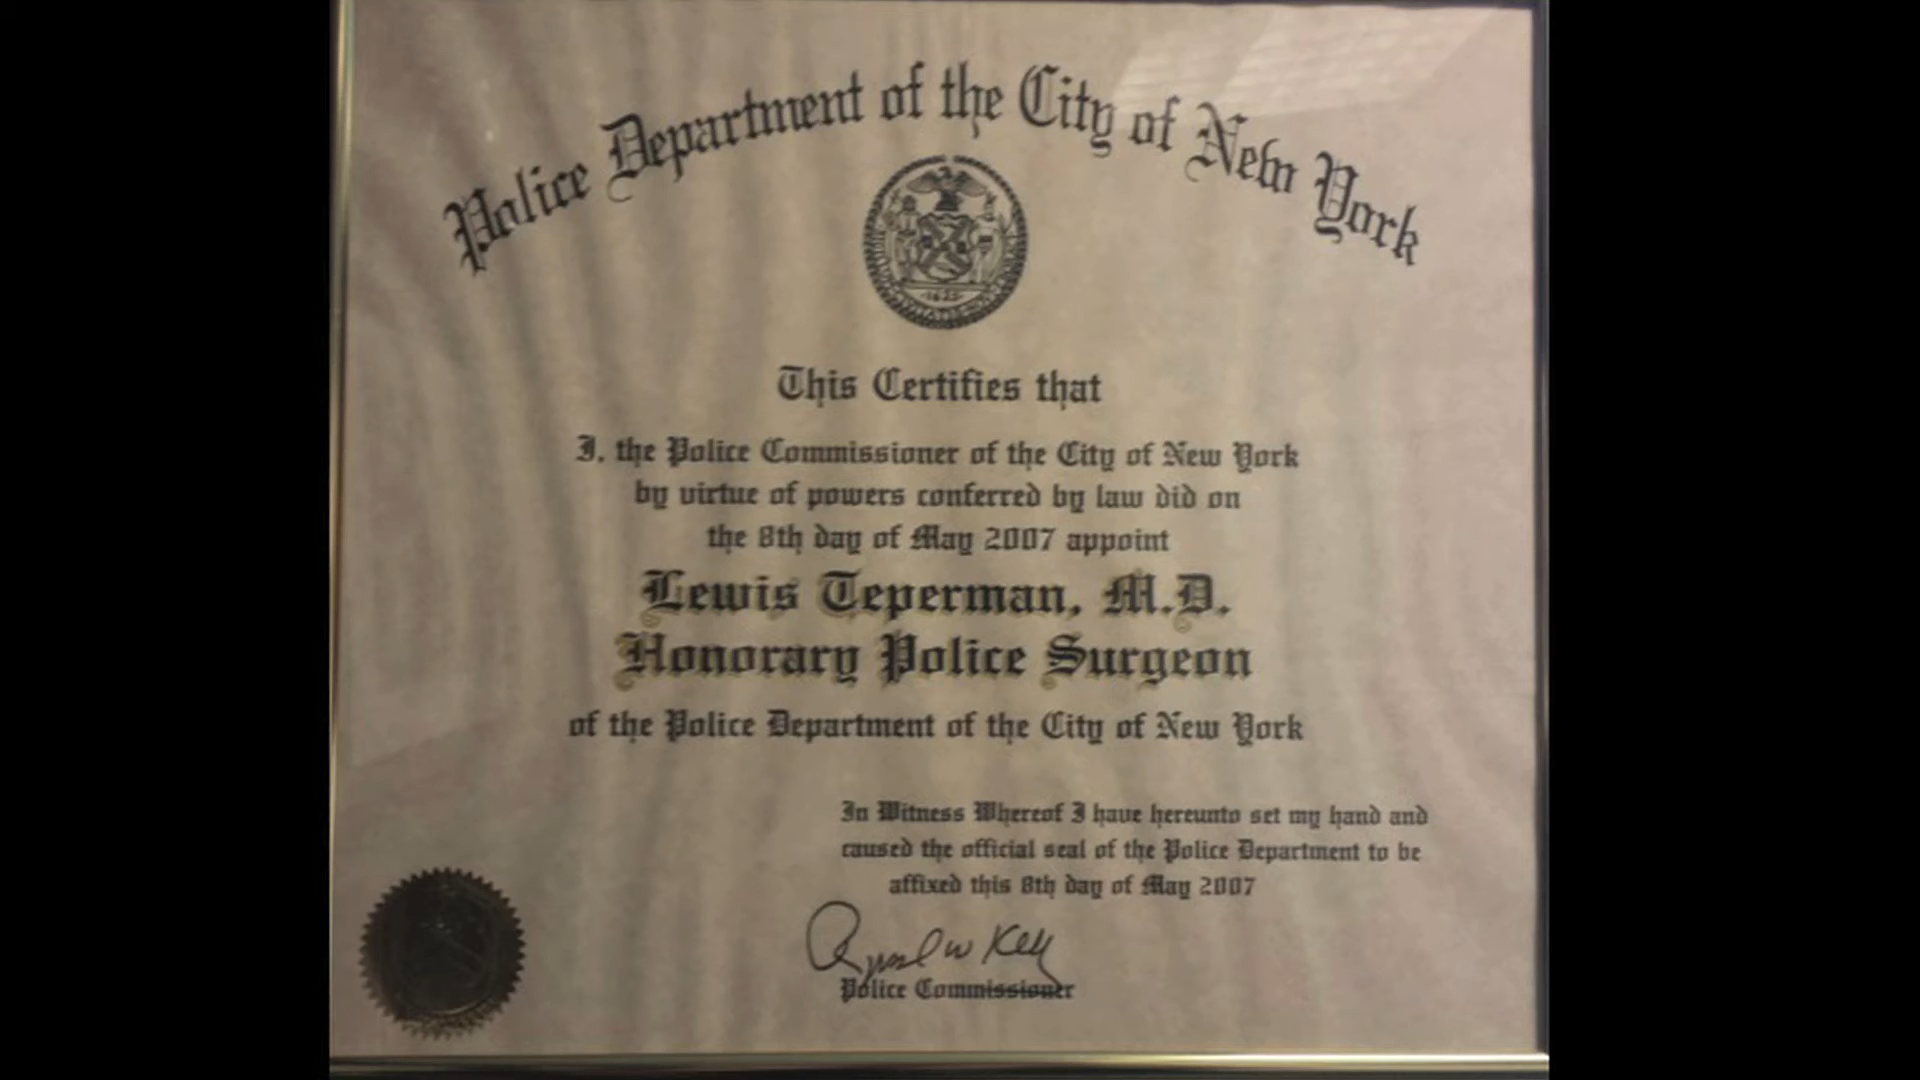 Police Department of the City of New York
1625
This Certifies that
I, the Police Commissioner of the City of New York
by virtue of powers conferred by law did on
the 8th day of May 2007 appoint
Lewis Teperman, M.D.
Honorary Police Surgeon
of the Police Department of the City of New York
In Witness Whereof I have hereunto set my hand and
caused the official seal of the Police Department to be
affixed this 8th day of May 2007
Raymond W Kelly
Police Commissioner